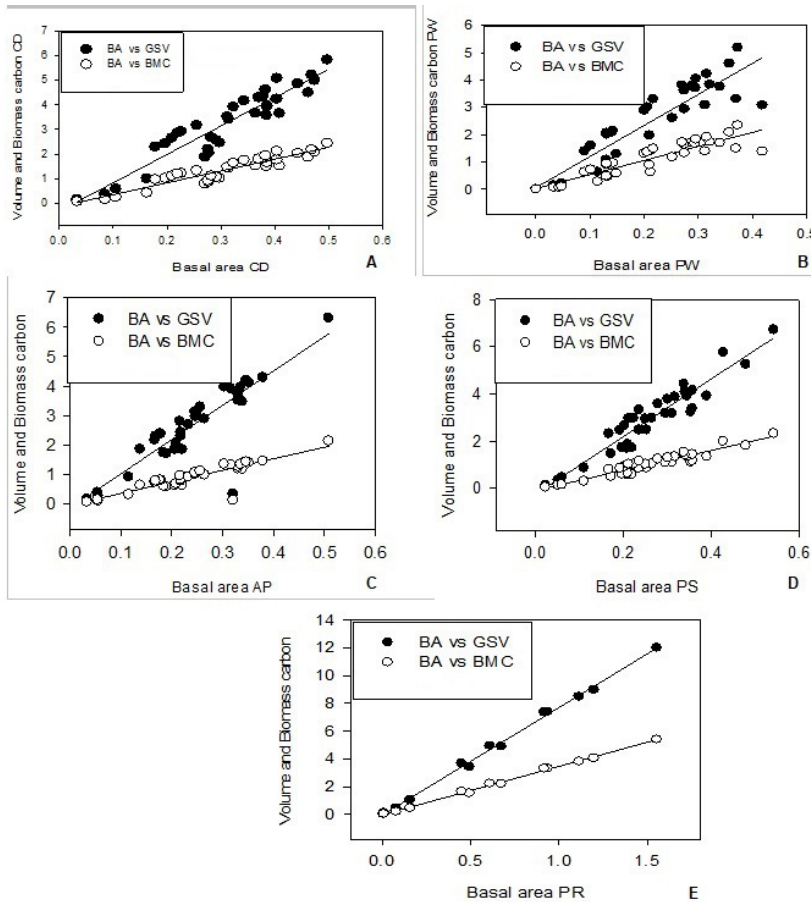 Volume and Biomass carbon CD
7
6
5
4
3
2
1
0
BA vs GSV
BA vs BMC
0.0 0.1 0.2 0.3 0.4 0.5 0.6
Basal area CD
A
Volume and Biomass carbon PW
6
5
4
3
2
1
0
BA vs GSV
BA vs BMC
0.0 0.1 0.2 0.3 0.4 0.5
Basal area PW
B
Volume and Biomass carbon
7
6
5
4
3
2
1
0
BA vs GSV
BA vs BMC
0.0 0.1 0.2 0.3 0.4 0.5 0.6
Basal area AP
C
Volume and Biomass carbon
8
6
4
2
0
BA vs GSV
BA vs BMC
0.0 0.2 0.4 0.6
Basal area PS
D
Volume and Biomass carbon
14
12
10
8
6
4
2
0
BA vs GSV
BA vs BMC
0.0 0.5 1.0 1.5
Basal area PR
E